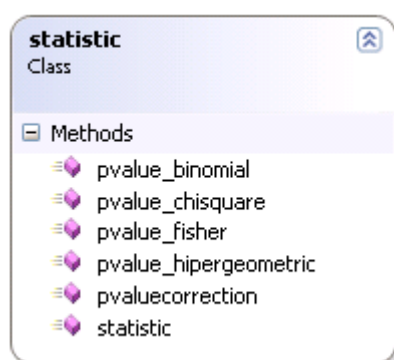 statistic
Class
Methods
pvalue_binomial
pvalue_chisquare
pvalue_fisher
pvalue_hipergeometric
pvaluecorrection
statistic